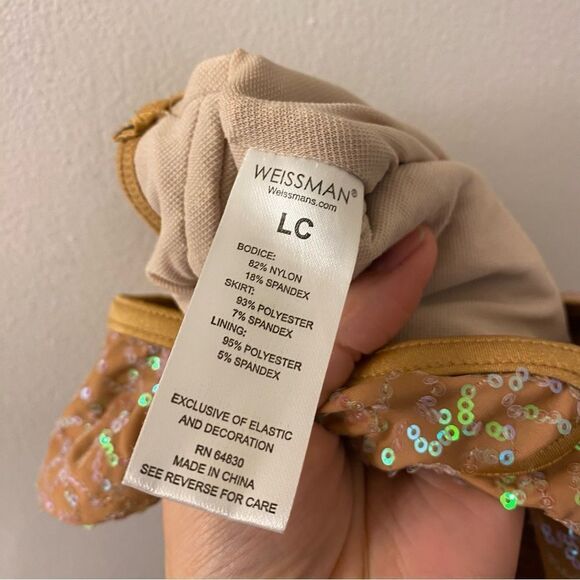 WEISSMAN®
Weissmans.com
LC
BODICE:
82% NYLON
18% SPANDEX
SKIRT:
93% POLYESTER
7% SPANDEX
LINING:
95% POLYESTER
5% SPANDEX
EXCLUSIVE OF ELASTIC
AND DECORATION
RN 64830
MADE IN CHINA
SEE REVERSE FOR CARE